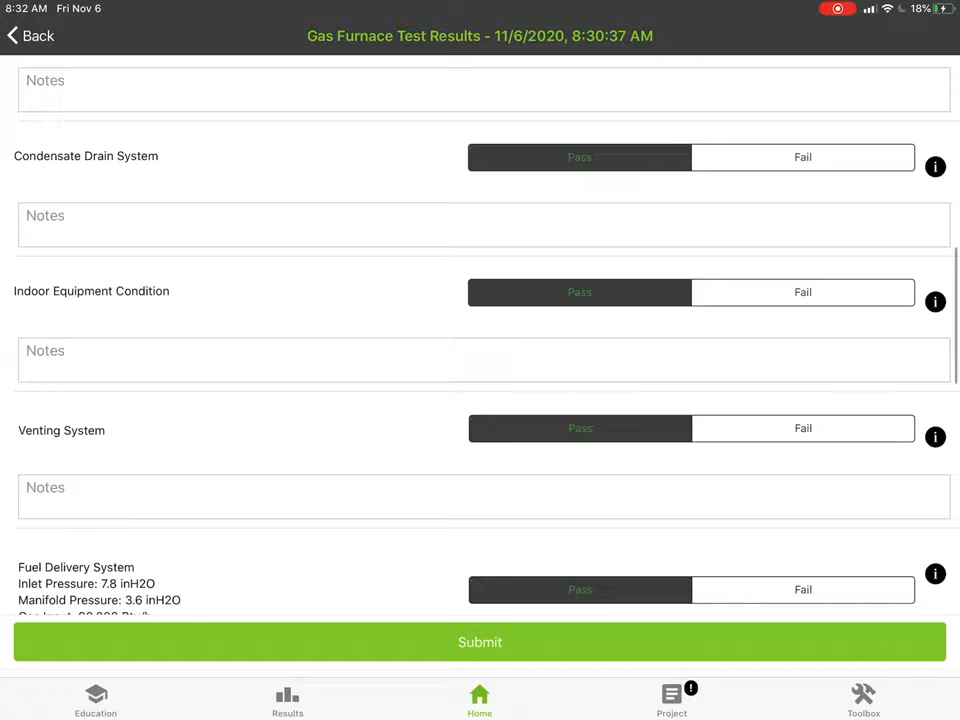 8:32 AM Fri Nov 6
18%
Back
Gas Furnace Test Results - 11/6/2020, 8:30:37 AM
Notes
Condensate Drain System
Pass
Fail
Notes
Indoor Equipment Condition
Pass
Fail
Notes
Venting System
Pass
Fail
Notes
Fuel Delivery System
Inlet Pressure: 7.8 inH2O
Manifold Pressure: 3.6 inH2O
Pass
Fail
Submit
Education
Results
Home
Project
Toolbox